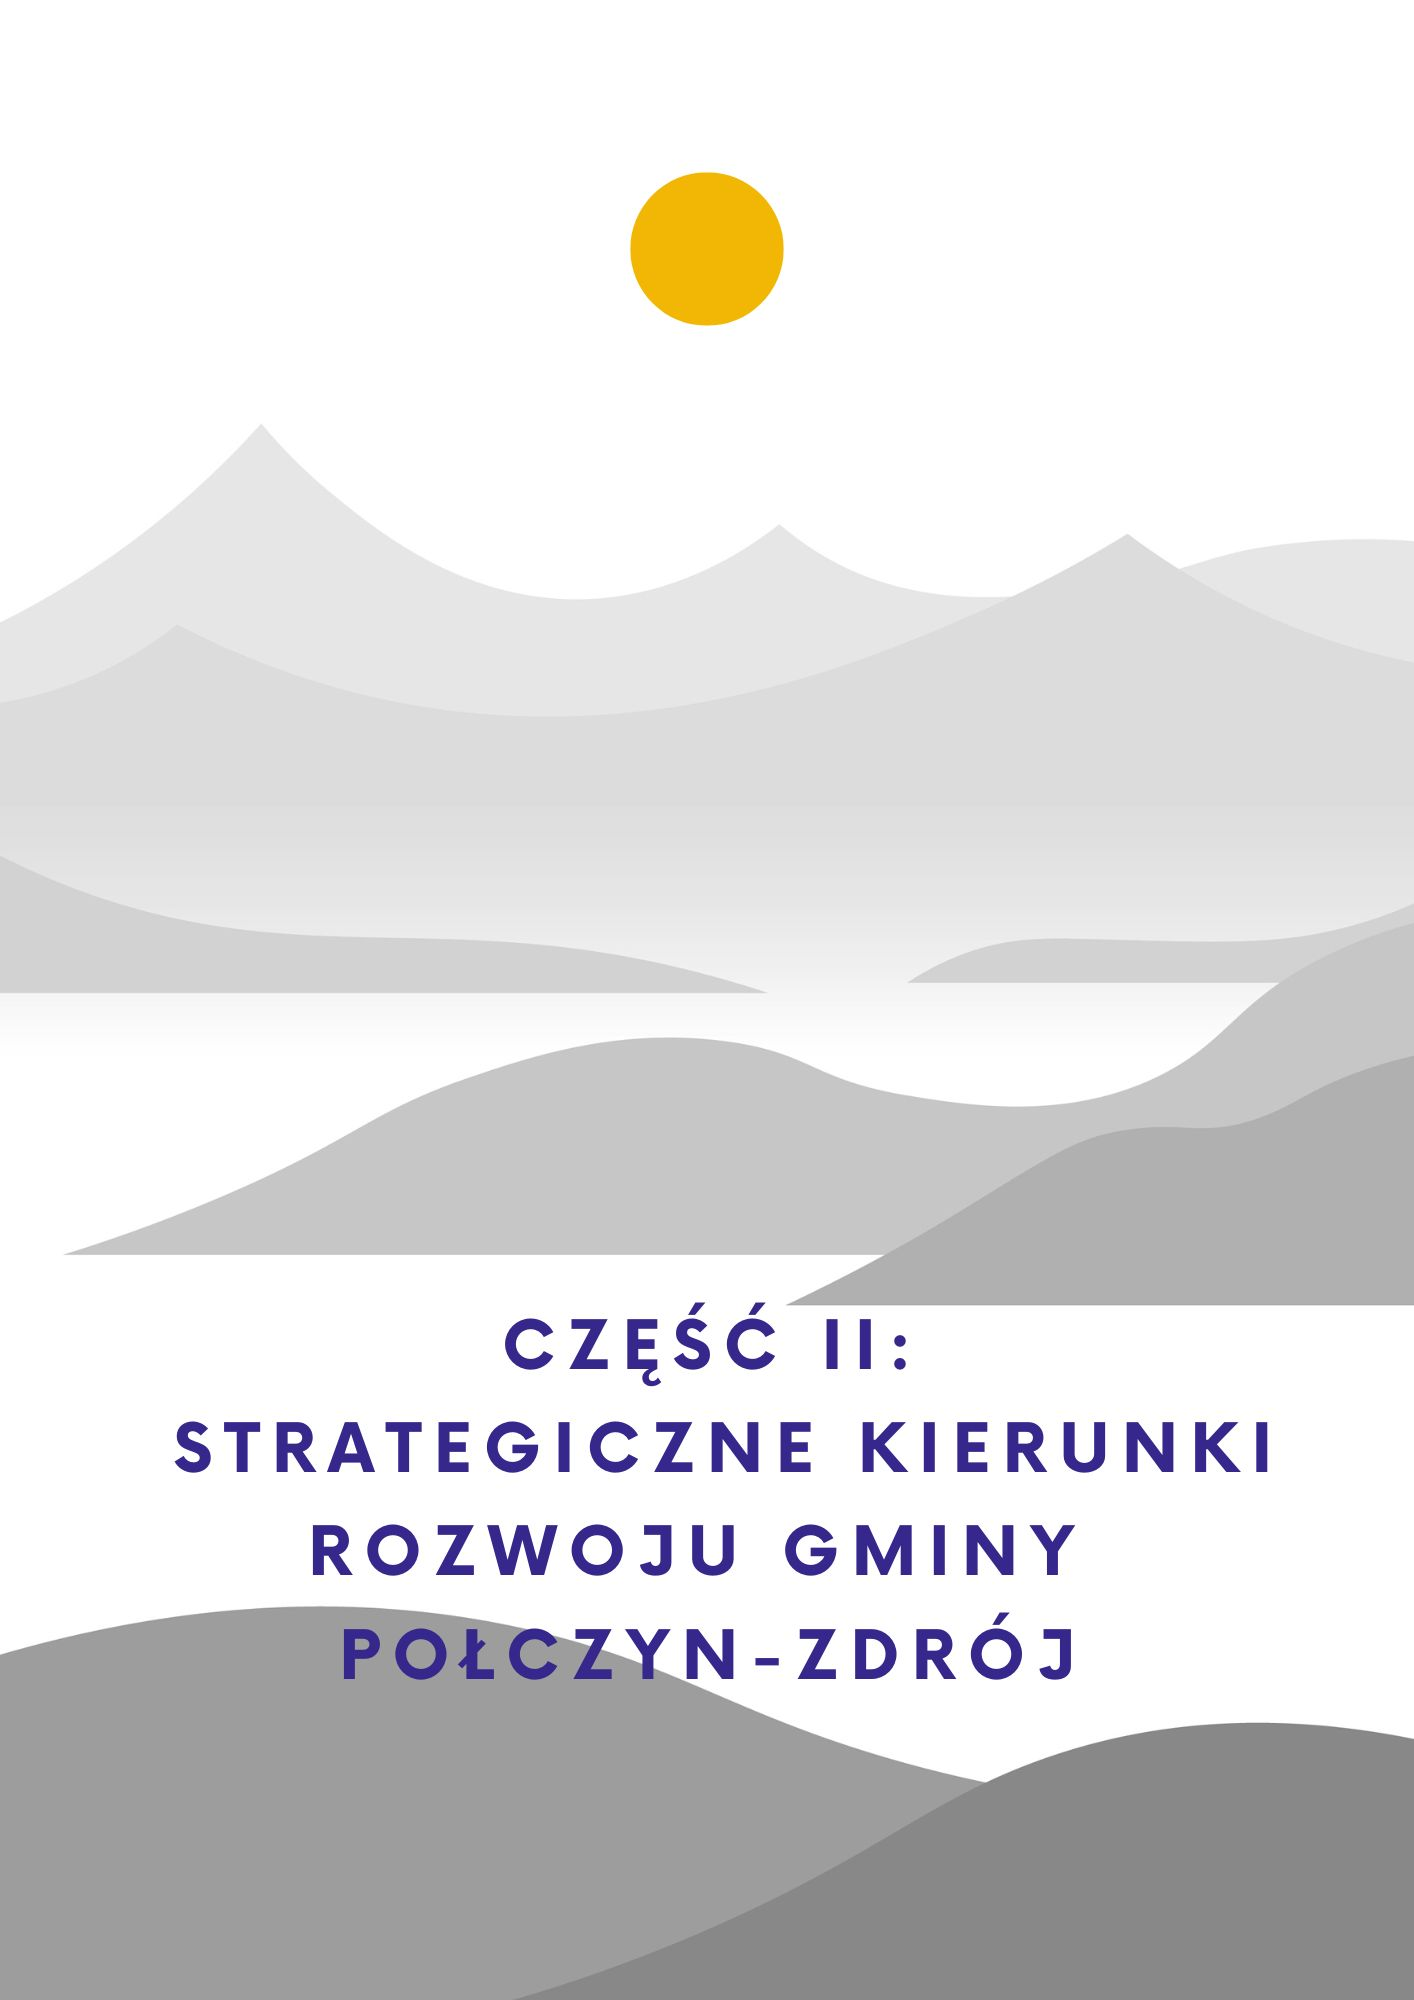 CZĘŚĆ II:
STRATEGICZNE KIERUNKI
ROZWOJU GMINY
POŁCZYN-ZDRÓJ